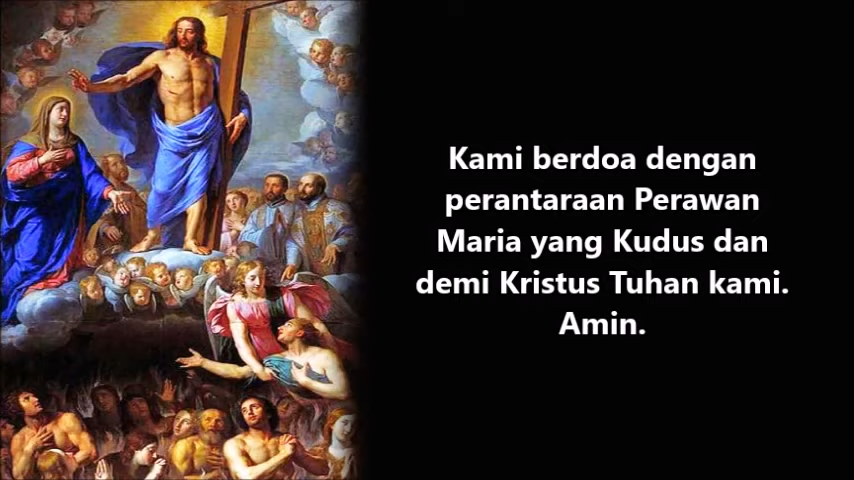 Kami berdoa dengan
perantaraan Perawan
Maria yang Kudus dan
demi Kristus Tuhan kami.
Amin.